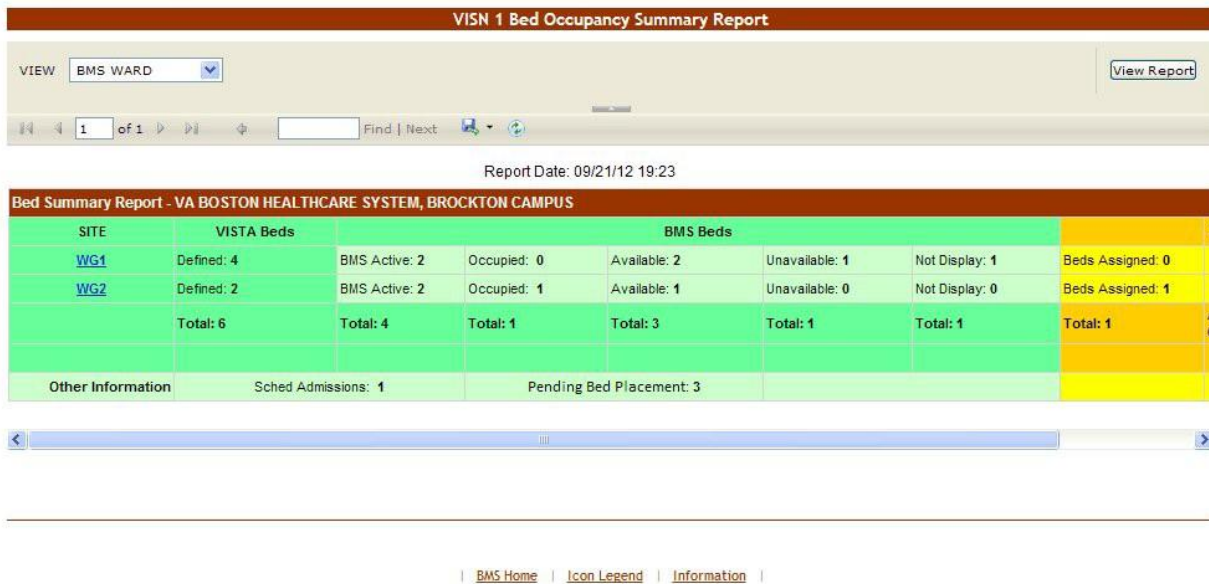 VISN 1 Bed Occupancy Summary Report
VIEW BMS WARD View Report
1 of 1 Find | Next
Report Date: 09/21/12 19:23
Bed Summary Report - VA BOSTON HEALTHCARE SYSTEM, BROCKTON CAMPUS
SITE VISTA Beds BMS Beds
WG1 Defined: 4 BMS Active: 2 Occupied: 0 Available: 2 Unavailable: 1 Not Display: 1 Beds Assigned: 0
WG2 Defined: 2 BMS Active: 2 Occupied: 1 Available: 1 Unavailable: 0 Not Display: 0 Beds Assigned: 1
Total: 6 Total: 4 Total: 1 Total: 3 Total: 1 Total: 1 Total: 1
Other Information Sched Admissions: 1 Pending Bed Placement: 3
| BMS Home | Icon Legend | Information |